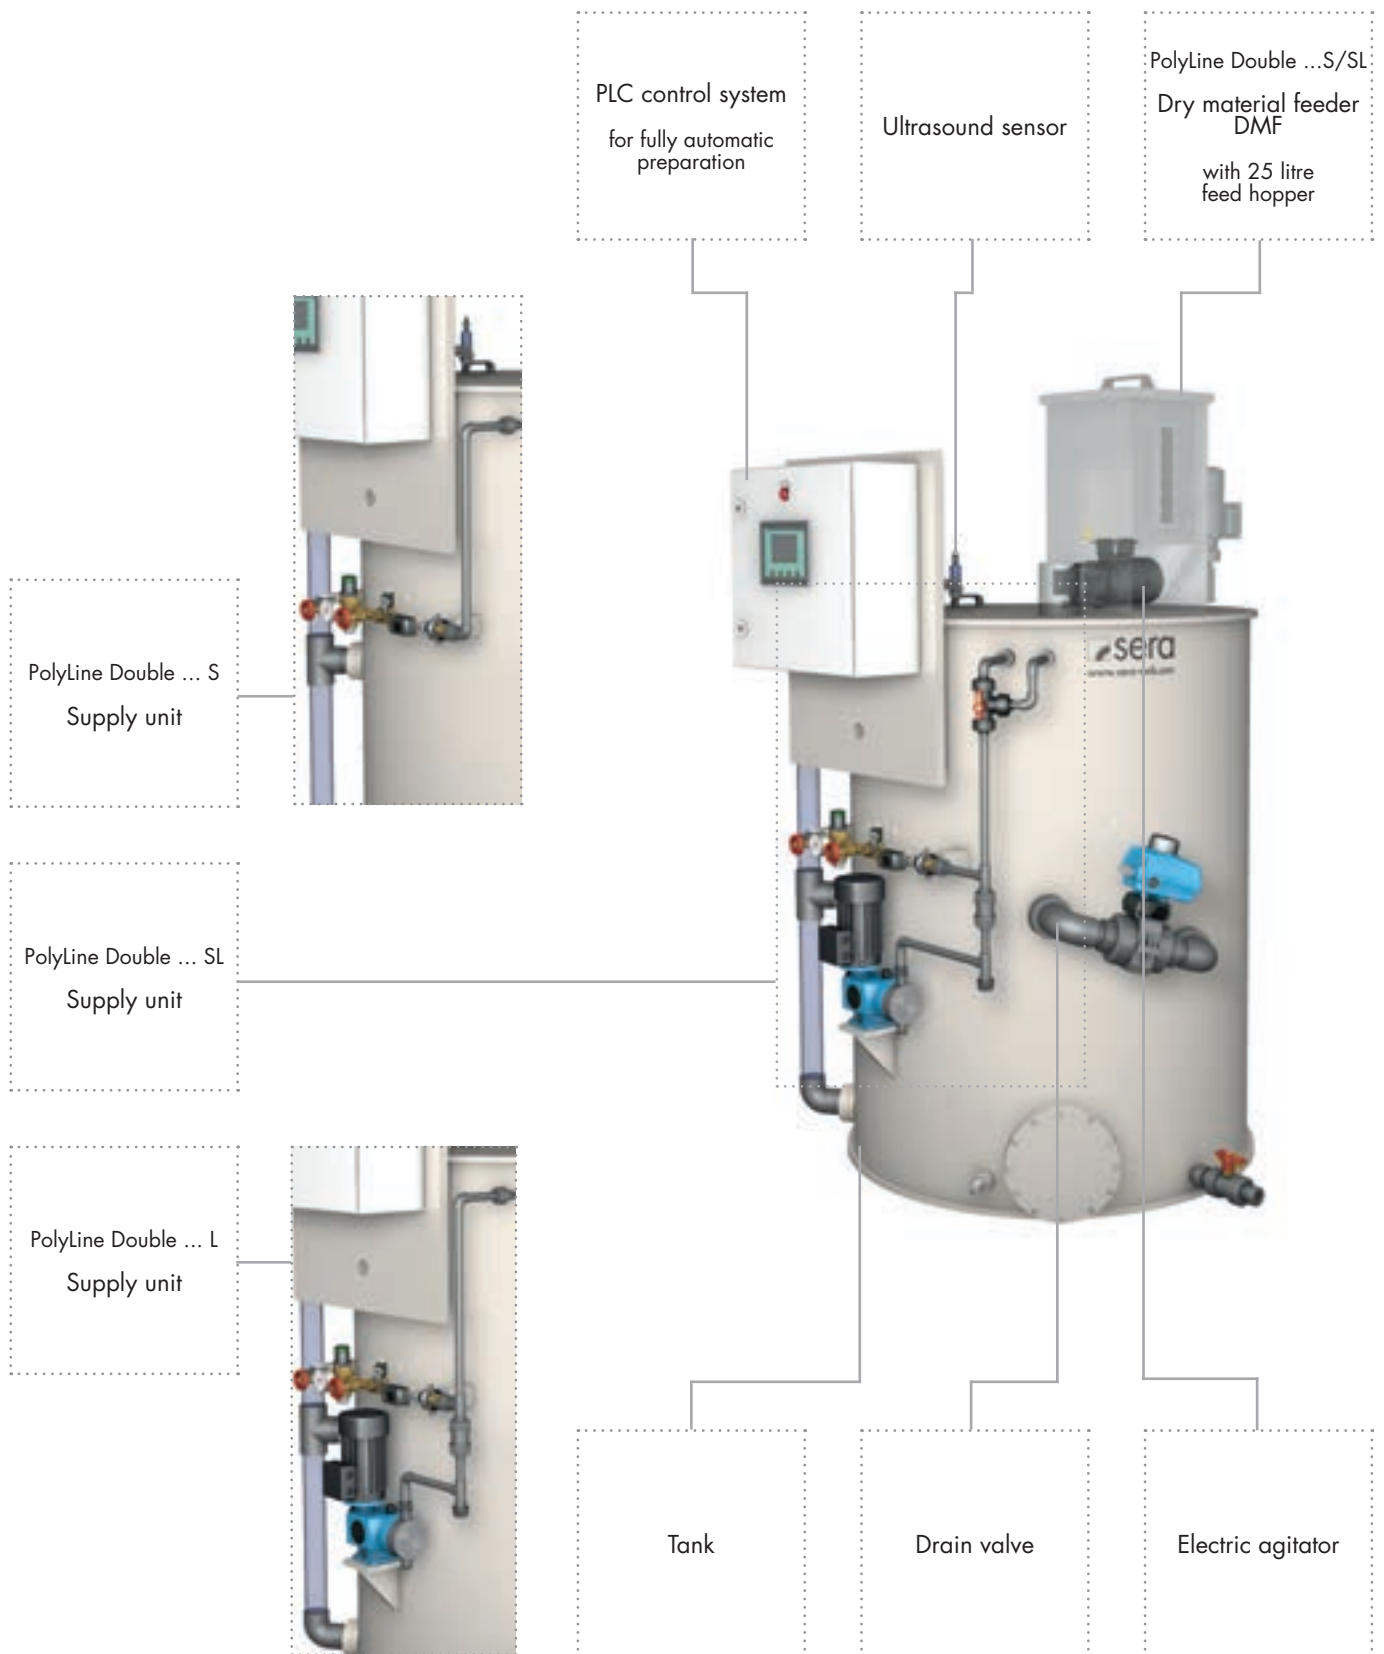 PLC control system
for fully automatic
preparation
Ultrasound sensor
PolyLine Double ...S/SL
Dry material feeder
DMF
with 25 litre
feed hopper
sera
PolyLine Double ... S
Supply unit
PolyLine Double ... SL
Supply unit
PolyLine Double ... L
Supply unit
Tank
Drain valve
Electric agitator